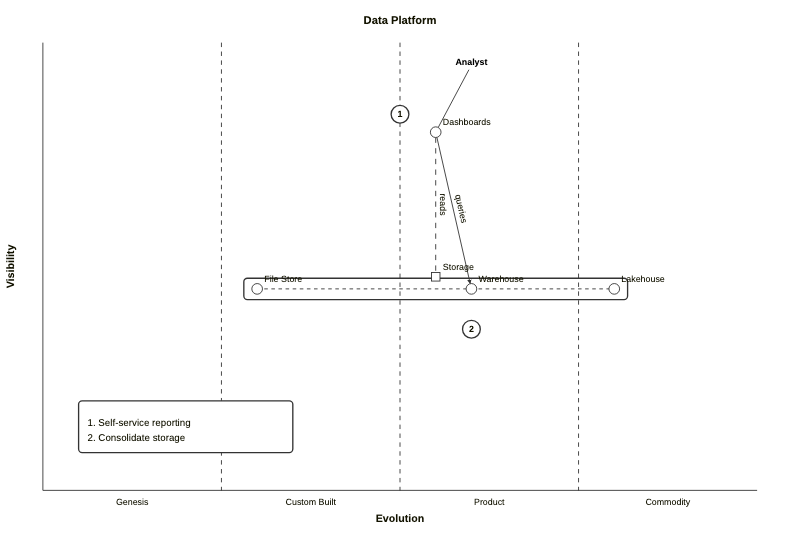 Data Platform
Analyst
1
Dashboards
reads
queries
Storage
File Store
Warehouse
Lakehouse
2
Visibility
1. Self-service reporting
2. Consolidate storage
Genesis
Custom Built
Product
Commodity
Evolution